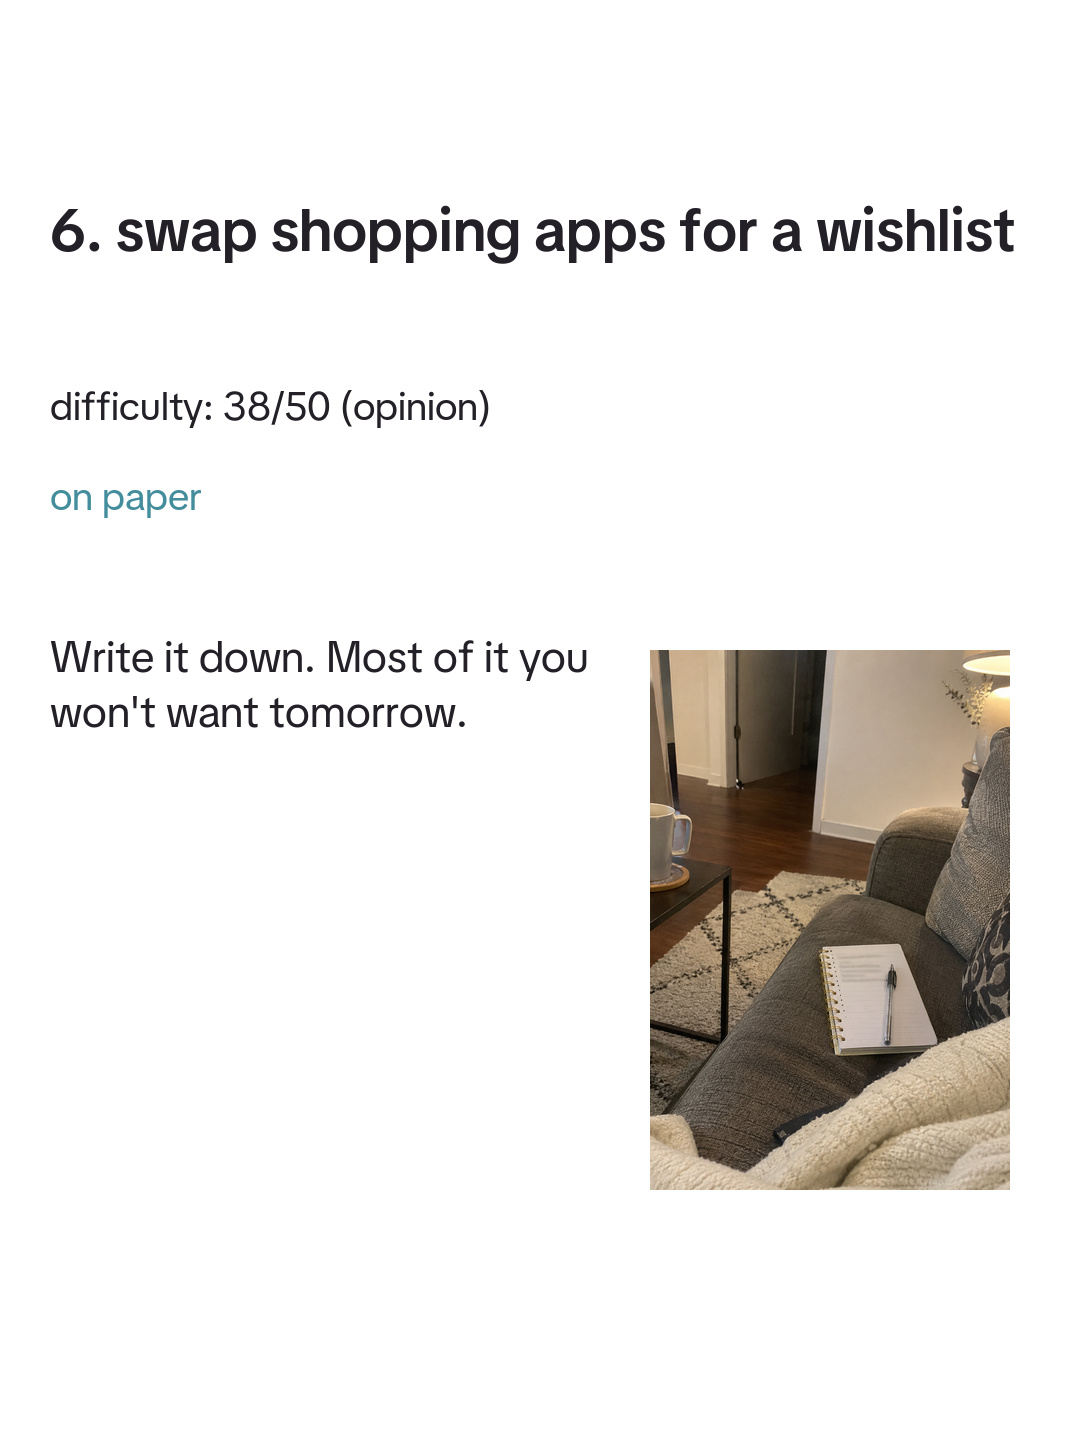 6. swap shopping apps for a wishlist
difficulty: 38/50 (opinion)
on paper
Write it down. Most of it you
won't want tomorrow.